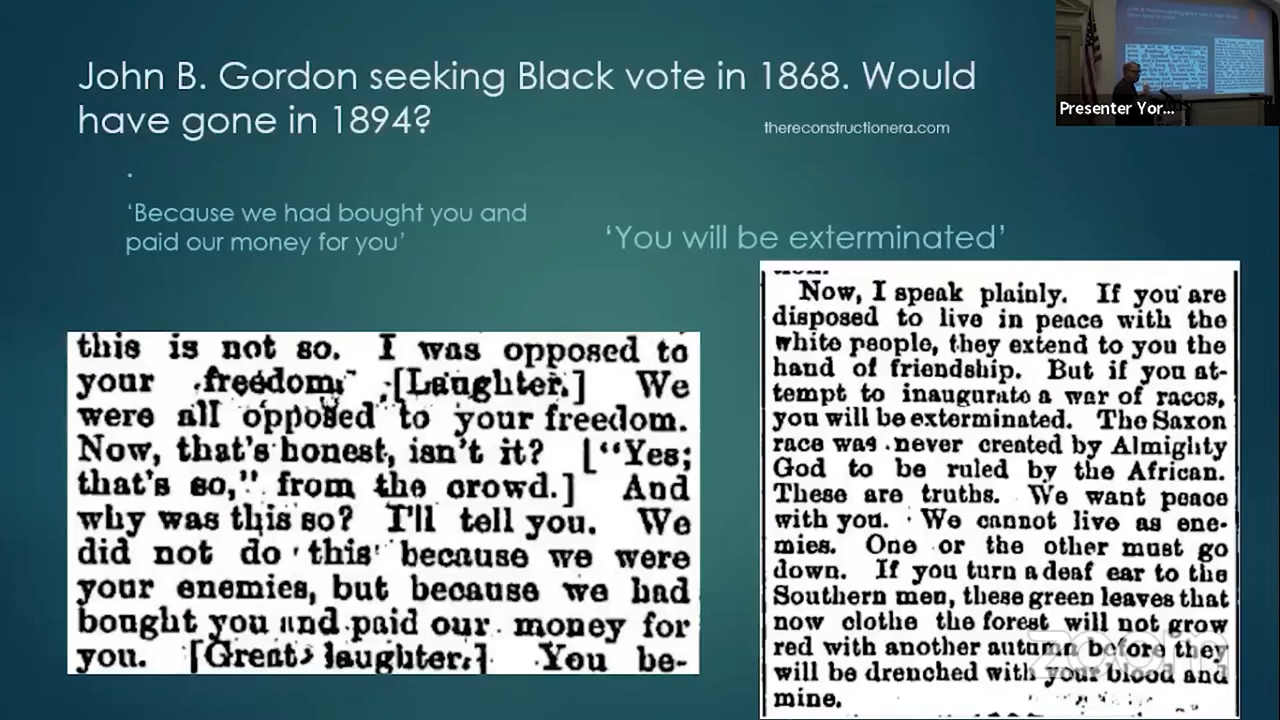 John B. Gordon seeking Black vote in 1868. Would
have gone in 1894?
thereconstructionera.com
.
‘Because we had bought you and
paid our money for you’
‘You will be exterminated’
this is not so. I was opposed to
your freedom, [Laughter.] We
were all opposed to your freedom.
Now, that's honest, isn't it? ["Yes;
that's so," from the crowd.] And
why was this so? I'll tell you. We
did not do this because we were
your enemies, but because we had
bought you and paid our money for
you. [Great laughter.] You be-
Now, I speak plainly. If you are
disposed to live in peace with the
white people, they extend to you the
hand of friendship. But if you at-
tempt to inaugurate a war of races,
you will be exterminated. The Saxon
race was never created by Almighty
God to be ruled by the African.
These are truths. We want peace
with you. We cannot live as ene-
mies. One or the other must go
down. If you turn a deaf ear to the
Southern men, these green leaves that
now clothe the forest will not grow
red with another autumn before they
will be drenched with your blood and
mine.
Presenter Yor...
zoom